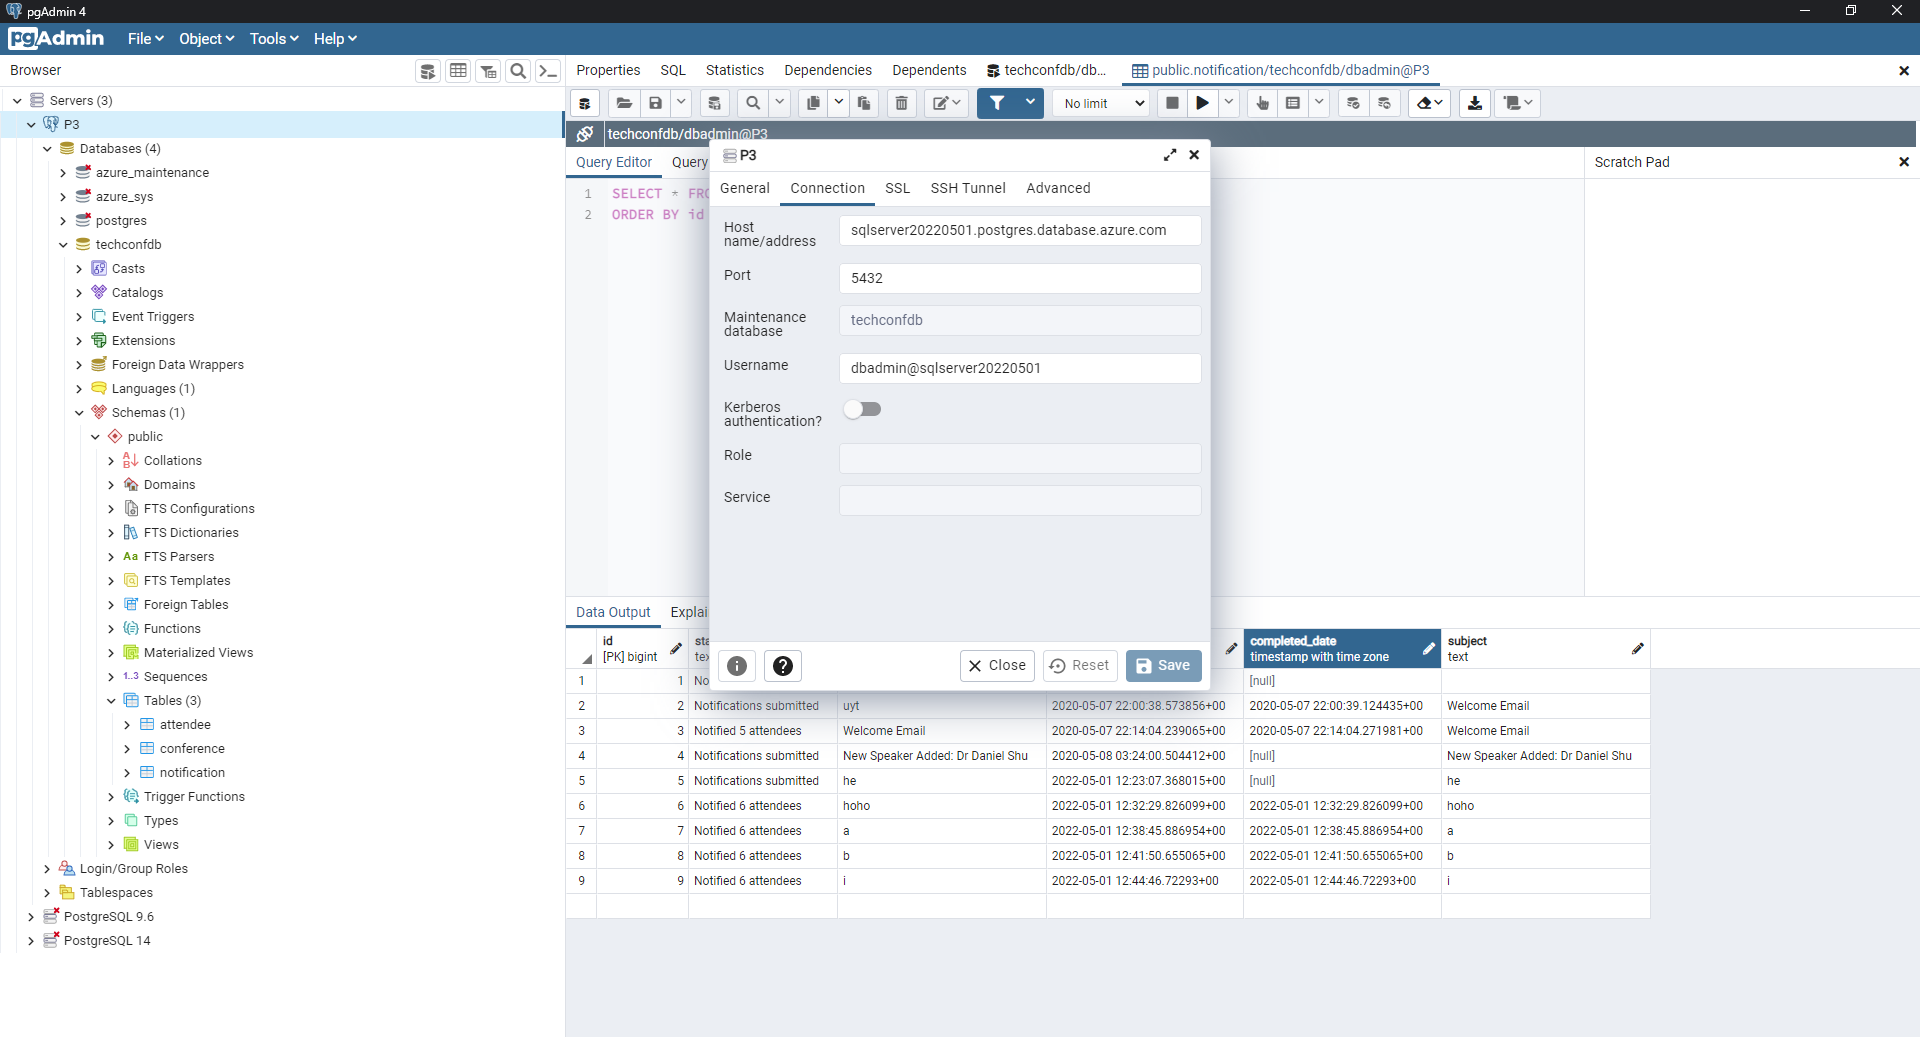 pgAdmin 4
pgAdmin File Object Tools Help
Browser
Properties SQL Statistics Dependencies Dependents techconfdb/db... public.notification/techconfdb/dbadmin@P3
Servers (3)
P3
Databases (4)
azure_maintenance
azure_sys
postgres
techconfdb
Casts
Catalogs
Event Triggers
Extensions
Foreign Data Wrappers
Languages (1)
Schemas (1)
public
Collations
Domains
FTS Configurations
FTS Dictionaries
Aa FTS Parsers
FTS Templates
Foreign Tables
Functions
Materialized Views
1..3 Sequences
Tables (3)
attendee
conference
notification
Trigger Functions
Types
Views
Login/Group Roles
Tablespaces
PostgreSQL 9.6
PostgreSQL 14
No limit
techconfdb/dbadmin@P3
Query Editor Query
Scratch Pad
1 SELECT * FRO
2 ORDER BY id
P3
General Connection SSL SSH Tunnel Advanced
Host name/address sqlserver20220501.postgres.database.azure.com
Port 5432
Maintenance database techconfdb
Username dbadmin@sqlserver20220501
Kerberos authentication?
Role
Service
Close Reset Save
Data Output Explai
id [PK] bigint sta tex completed_date timestamp with time zone subject text
1 1 No [null]
2 2 Notifications submitted uyt 2020-05-07 22:00:38.573856+00 2020-05-07 22:00:39.124435+00 Welcome Email
3 3 Notified 5 attendees Welcome Email 2020-05-07 22:14:04.239065+00 2020-05-07 22:14:04.271981+00 Welcome Email
4 4 Notifications submitted New Speaker Added: Dr Daniel Shu 2020-05-08 03:24:00.504412+00 [null] New Speaker Added: Dr Daniel Shu
5 5 Notifications submitted he 2022-05-01 12:23:07.368015+00 [null] he
6 6 Notified 6 attendees hoho 2022-05-01 12:32:29.826099+00 2022-05-01 12:32:29.826099+00 hoho
7 7 Notified 6 attendees a 2022-05-01 12:38:45.886954+00 2022-05-01 12:38:45.886954+00 a
8 8 Notified 6 attendees b 2022-05-01 12:41:50.655065+00 2022-05-01 12:41:50.655065+00 b
9 9 Notified 6 attendees i 2022-05-01 12:44:46.72293+00 2022-05-01 12:44:46.72293+00 i